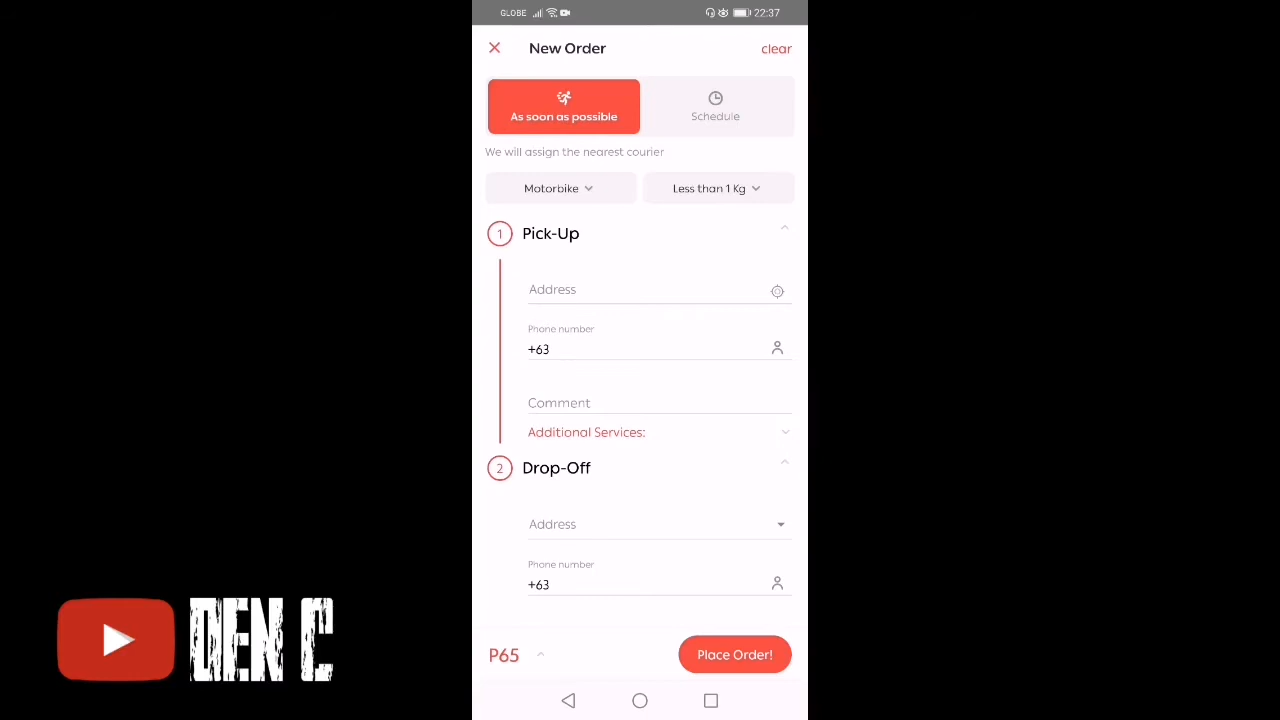 GLOBE 22:37
New Order clear
As soon as possible Schedule
We will assign the nearest courier
Motorbike Less than 1 Kg
1 Pick-Up
Address
Phone number
+63
Comment
Additional Services:
2 Drop-Off
Address
Phone number
+63
P65 Place Order!
DEN C